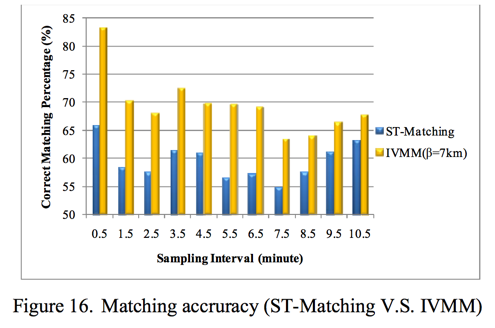 85
80
75
70
65
60
55
50
Correct Matching Percentage (%)
ST-Matching
IVMM(β=7km)
0.5 1.5 2.5 3.5 4.5 5.5 6.5 7.5 8.5 9.5 10.5
Sampling Interval (minute)
Figure 16. Matching accruracy (ST-Matching V.S. IVMM)